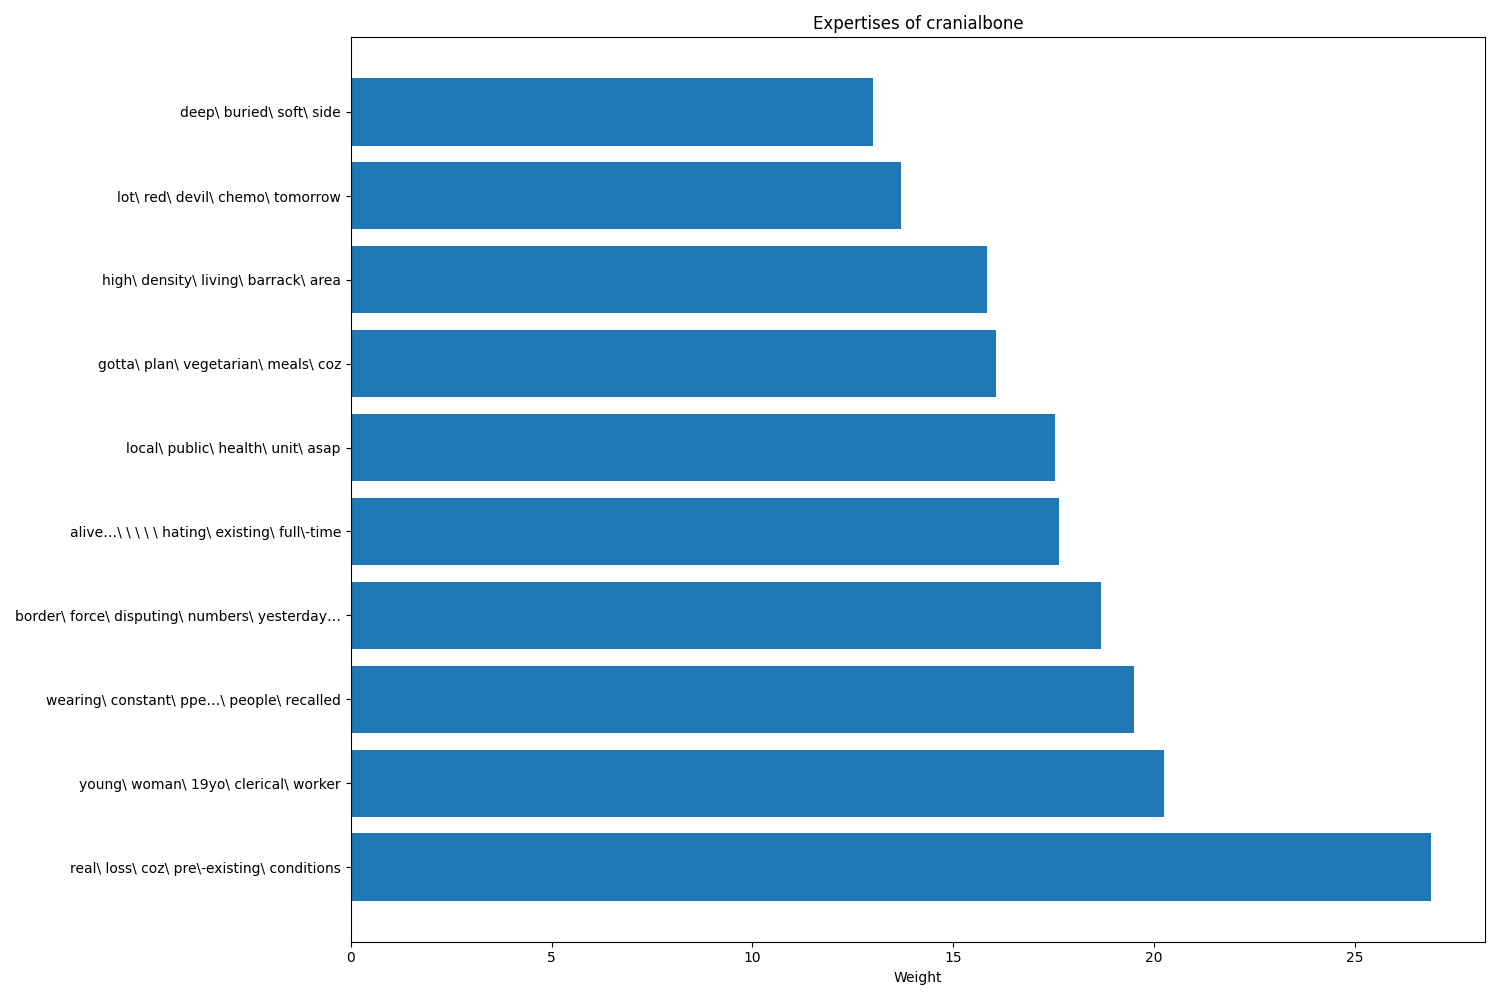 Expertises of cranialbone
deep\ buried\ soft\ side
lot\ red\ devil\ chemo\ tomorrow
high\ density\ living\ barrack\ area
gotta\ plan\ vegetarian\ meals\ coz
local\ public\ health\ unit\ asap
alive…\ \ \ \ \ hating\ existing\ full\-time
border\ force\ disputing\ numbers\ yesterday…
wearing\ constant\ ppe…\ people\ recalled
young\ woman\ 19yo\ clerical\ worker
real\ loss\ coz\ pre\-existing\ conditions
0 5 10 15 20 25
Weight